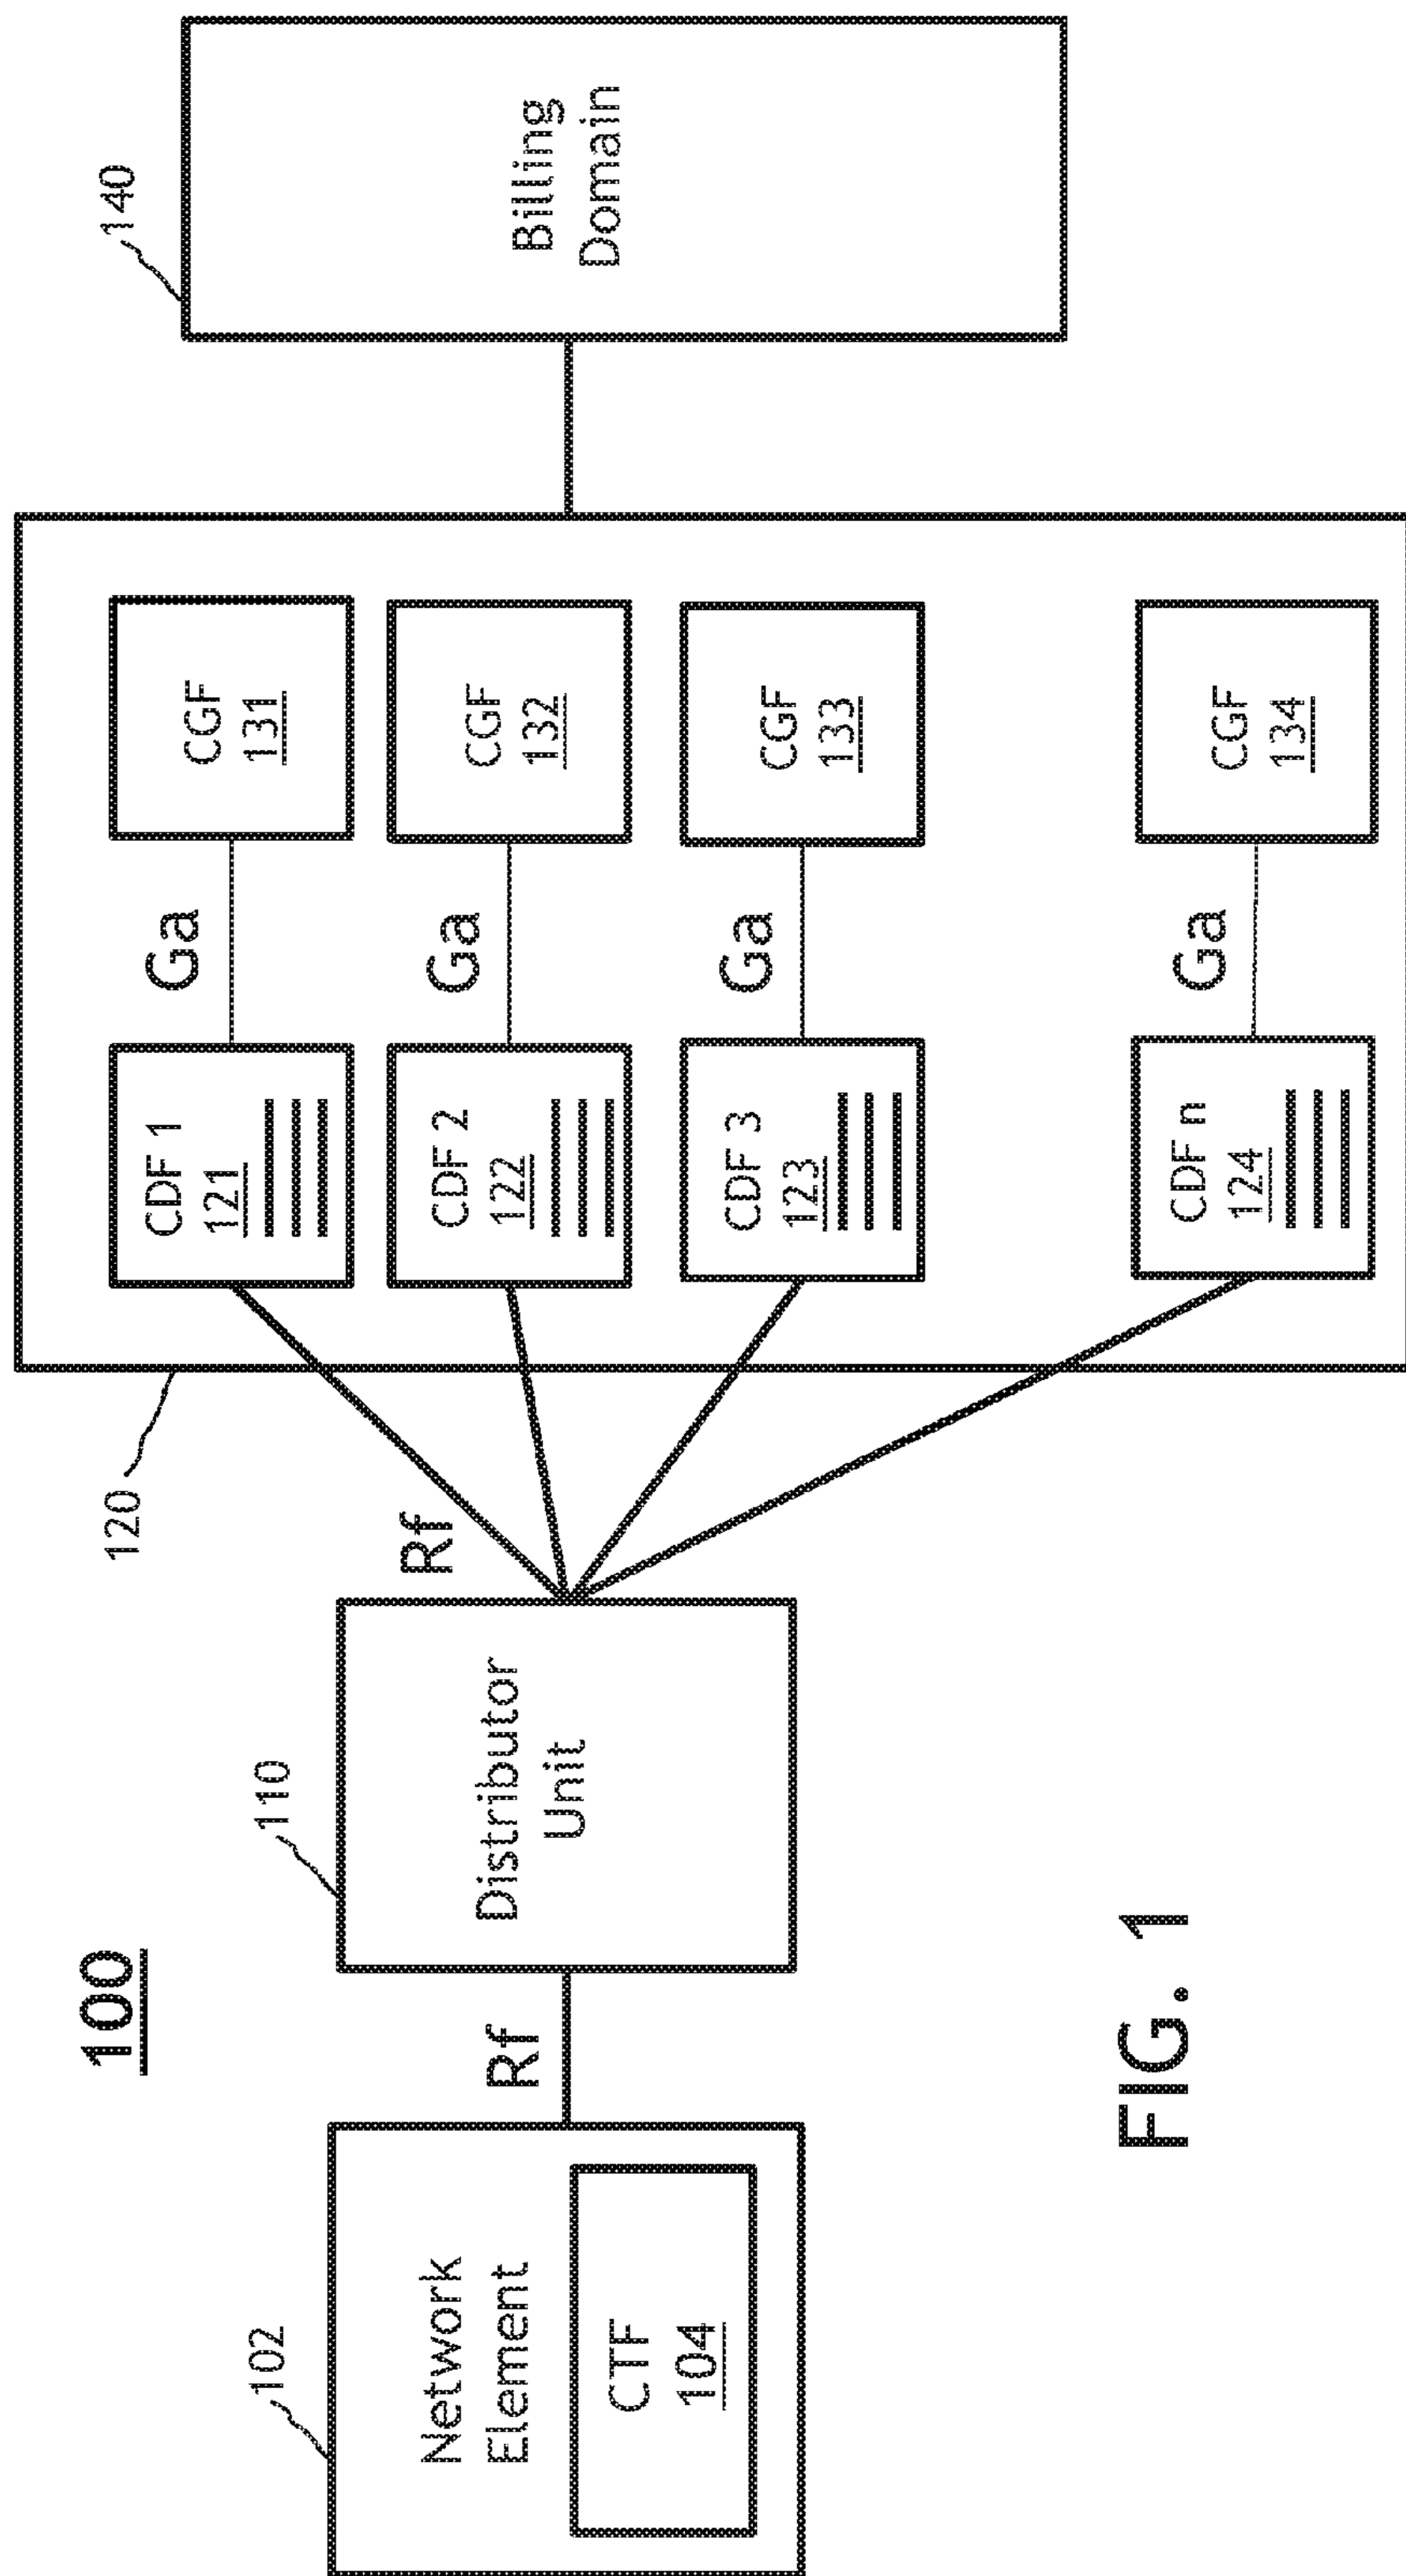 100
102
Network
Element
CTF
104
Rf
110
Distributor
Unit
Rf
120
CDF 1
121
Ga
CGF
131
CDF 2
122
Ga
CGF
132
CDF 3
123
Ga
CGF
133
CDF n
124
Ga
CGF
134
140
Billing
Domain
FIG. 1